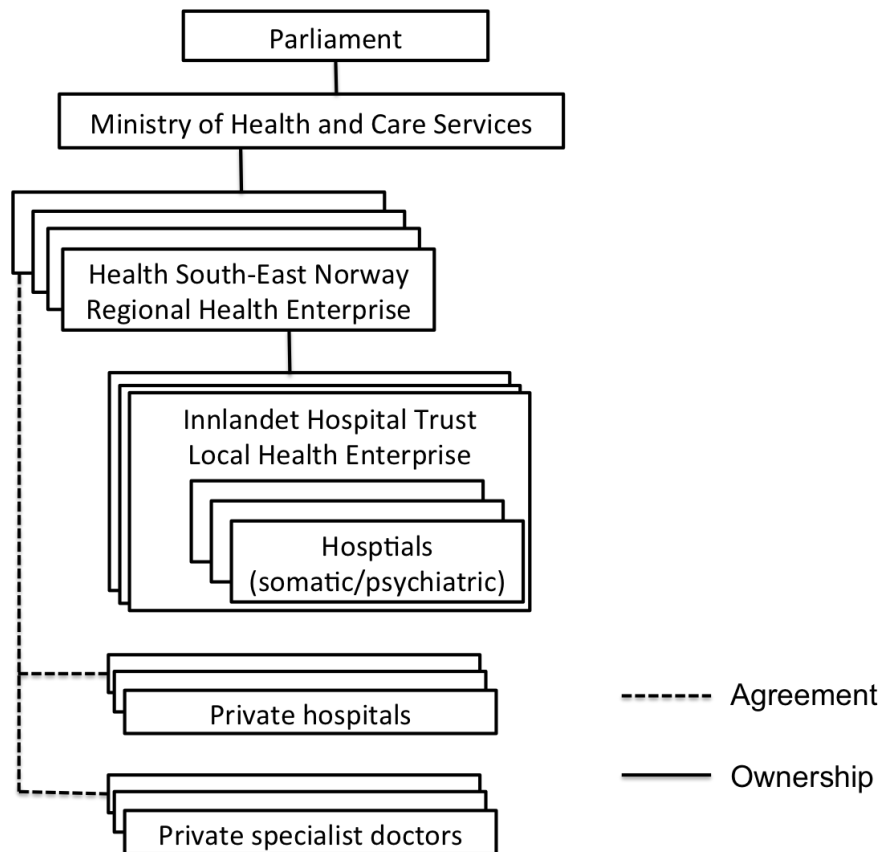 Parliament
Ministry of Health and Care Services
Health South-East Norway
Regional Health Enterprise
Innlandet Hospital Trust
Local Health Enterprise
Hosptials
(somatic/psychiatric)
Private hospitals
Private specialist doctors
Agreement
Ownership